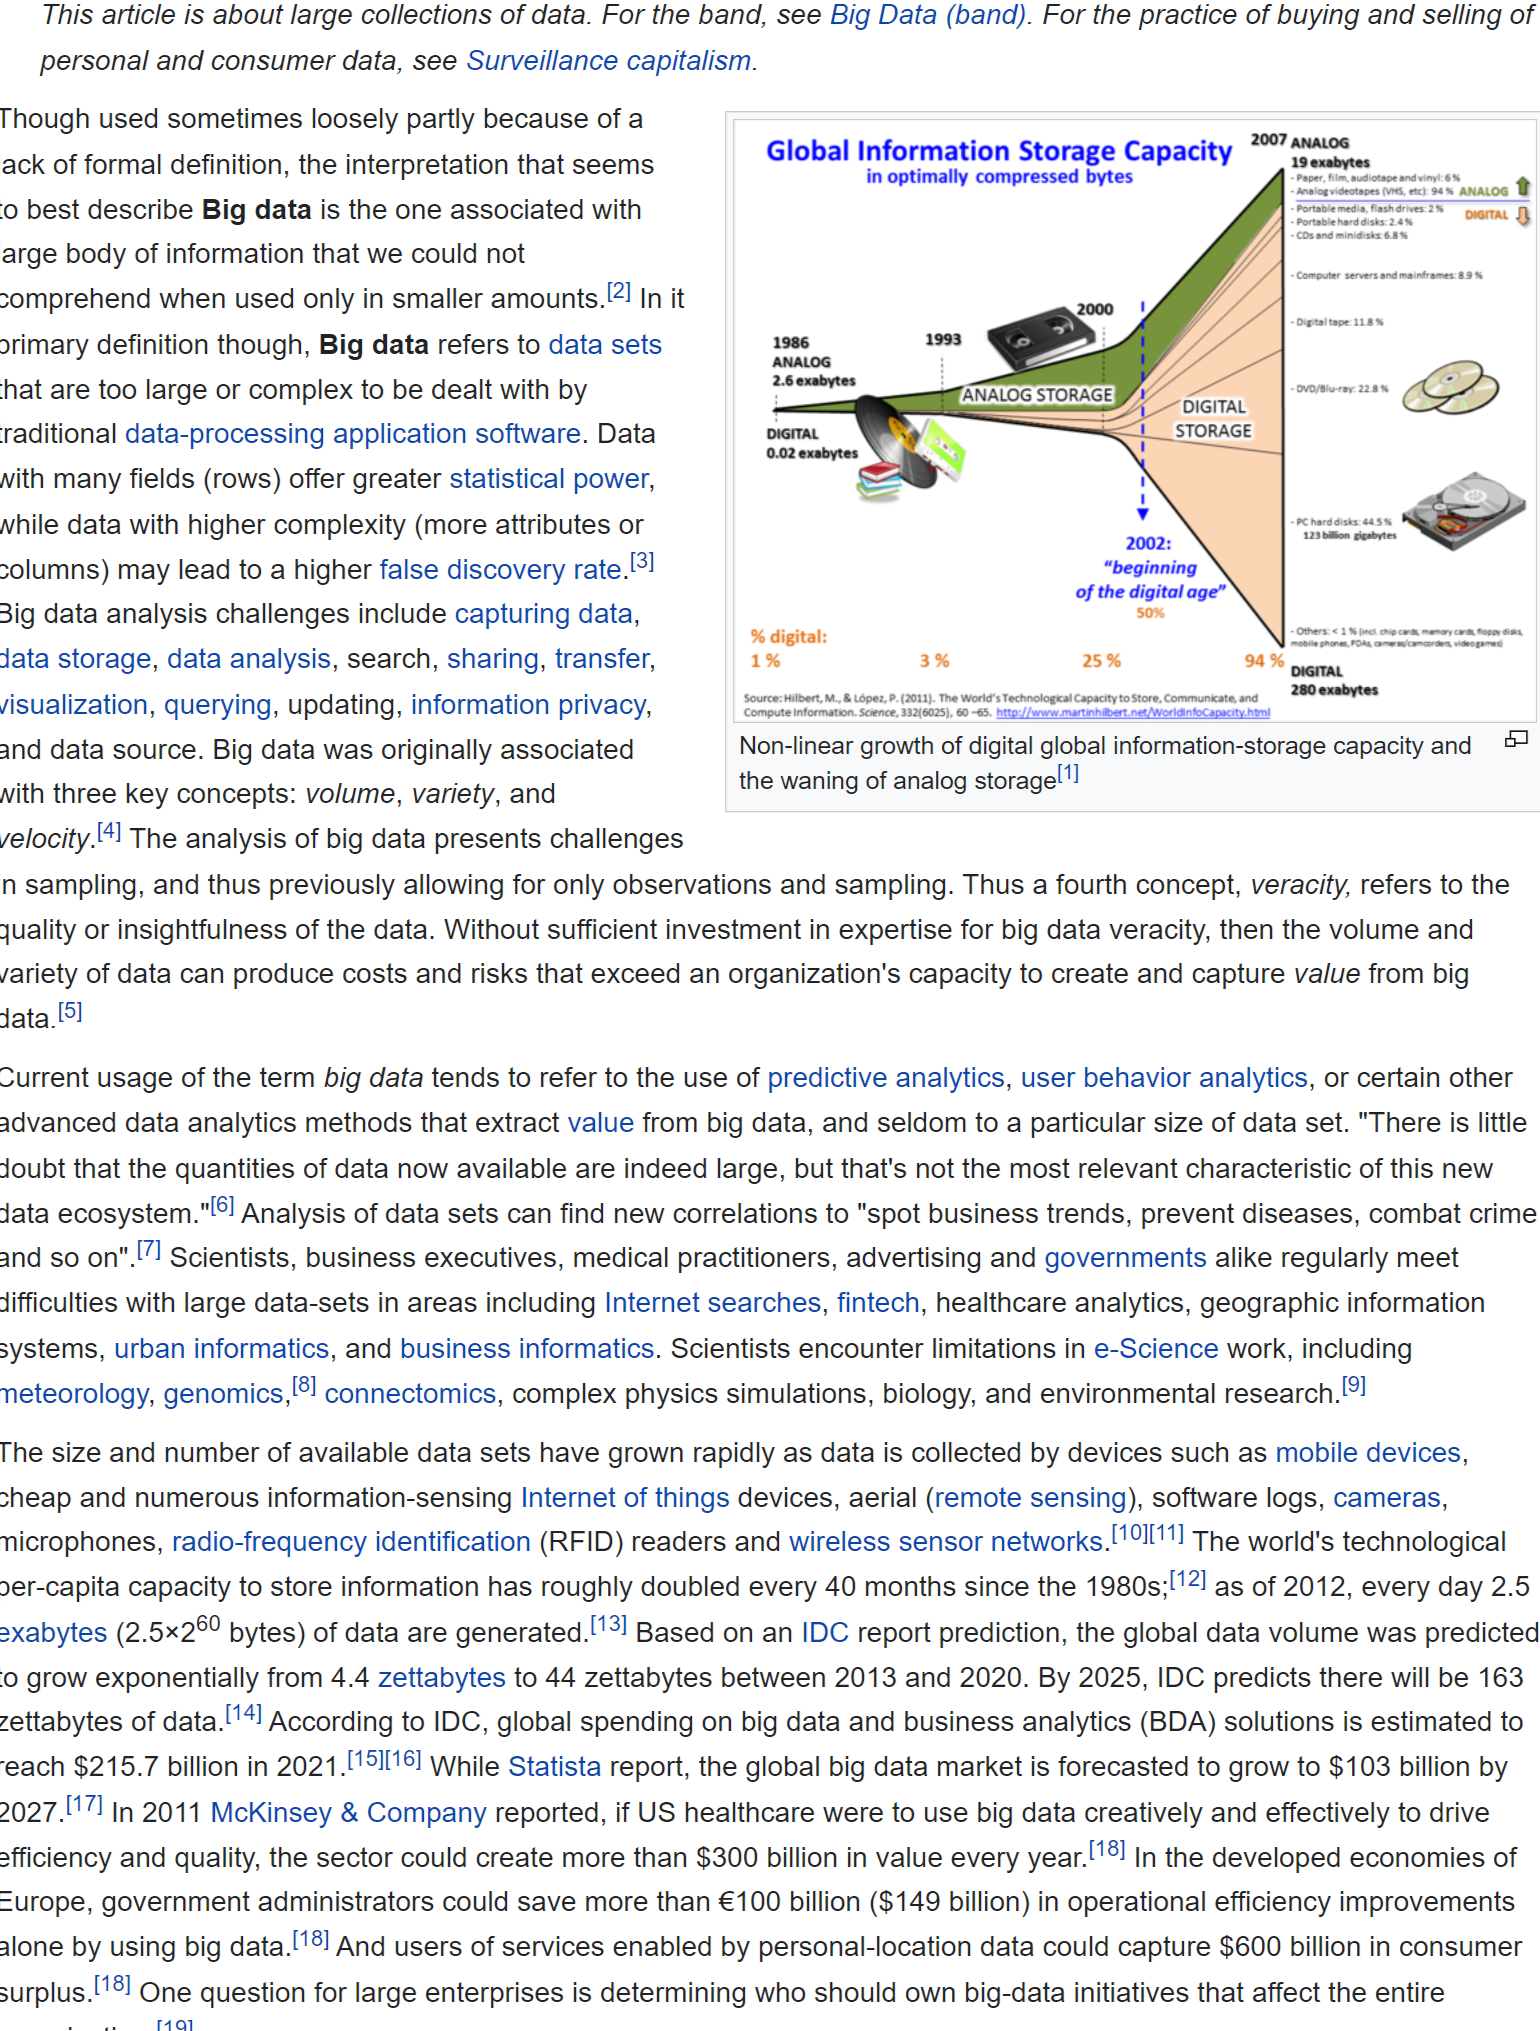 This article is about large collections of data. For the band, see Big Data (band). For the practice of buying and selling of
personal and consumer data, see Surveillance capitalism.
Though used sometimes loosely partly because of a
lack of formal definition, the interpretation that seems
to best describe Big data is the one associated with
large body of information that we could not
comprehend when used only in smaller amounts.[2] In it
primary definition though, Big data refers to data sets
that are too large or complex to be dealt with by
traditional data-processing application software. Data
with many fields (rows) offer greater statistical power,
while data with higher complexity (more attributes or
columns) may lead to a higher false discovery rate.[3]
Big data analysis challenges include capturing data,
data storage, data analysis, search, sharing, transfer,
visualization, querying, updating, information privacy,
and data source. Big data was originally associated
with three key concepts: volume, variety, and
velocity.[4] The analysis of big data presents challenges
in sampling, and thus previously allowing for only observations and sampling. Thus a fourth concept, veracity, refers to the
quality or insightfulness of the data. Without sufficient investment in expertise for big data veracity, then the volume and
variety of data can produce costs and risks that exceed an organization's capacity to create and capture value from big
data.[5]
Global Information Storage Capacity
in optimally compressed bytes
2007 ANALOG
19 exabytes
- Paper, film, audiotape and vinyl: 6 %
- Analog videotapes (VHS, etc): 94 % ANALOG
- Portable media, flash drives: 2 %
DIGITAL
- Portable hard disks: 2.4 %
- CDs and minidisks: 6.8 %
- Computer servers and mainframes: 8.9 %
- Digital tape: 11.8 %
- DVD/Blu-ray: 22.8 %
- PC hard disks: 44.5 %
123 billion gigabytes
- Others: < 1 % (incl. chip cards, memory cards, floppy disks,
mobile phones, PDAs, cameras/camcorders, video games)
DIGITAL
280 exabytes
2000
1993
1986
ANALOG
2.6 exabytes
ANALOG STORAGE
DIGITAL
STORAGE
DIGITAL
0.02 exabytes
2002:
“beginning
of the digital age”
50%
% digital:
1 % 3 % 25 % 94 %
Source: Hilbert, M., & López, P. (2011). The World’s Technological Capacity to Store, Communicate, and
Compute Information. Science, 332(6025), 60 –65. http://www.martinhilbert.net/WorldInfoCapacity.html
Non-linear growth of digital global information-storage capacity and
the waning of analog storage[1]
Current usage of the term big data tends to refer to the use of predictive analytics, user behavior analytics, or certain other
advanced data analytics methods that extract value from big data, and seldom to a particular size of data set. "There is little
doubt that the quantities of data now available are indeed large, but that's not the most relevant characteristic of this new
data ecosystem."[6] Analysis of data sets can find new correlations to "spot business trends, prevent diseases, combat crime
and so on".[7] Scientists, business executives, medical practitioners, advertising and governments alike regularly meet
difficulties with large data-sets in areas including Internet searches, fintech, healthcare analytics, geographic information
systems, urban informatics, and business informatics. Scientists encounter limitations in e-Science work, including
meteorology, genomics,[8] connectomics, complex physics simulations, biology, and environmental research.[9]
The size and number of available data sets have grown rapidly as data is collected by devices such as mobile devices,
cheap and numerous information-sensing Internet of things devices, aerial (remote sensing), software logs, cameras,
microphones, radio-frequency identification (RFID) readers and wireless sensor networks.[10][11] The world's technological
per-capita capacity to store information has roughly doubled every 40 months since the 1980s;[12] as of 2012, every day 2.5
exabytes (2.5×2⁶⁰ bytes) of data are generated.[13] Based on an IDC report prediction, the global data volume was predicted
to grow exponentially from 4.4 zettabytes to 44 zettabytes between 2013 and 2020. By 2025, IDC predicts there will be 163
zettabytes of data.[14] According to IDC, global spending on big data and business analytics (BDA) solutions is estimated to
reach $215.7 billion in 2021.[15][16] While Statista report, the global big data market is forecasted to grow to $103 billion by
2027.[17] In 2011 McKinsey & Company reported, if US healthcare were to use big data creatively and effectively to drive
efficiency and quality, the sector could create more than $300 billion in value every year.[18] In the developed economies of
Europe, government administrators could save more than €100 billion ($149 billion) in operational efficiency improvements
alone by using big data.[18] And users of services enabled by personal-location data could capture $600 billion in consumer
surplus.[18] One question for large enterprises is determining who should own big-data initiatives that affect the entire
[19]